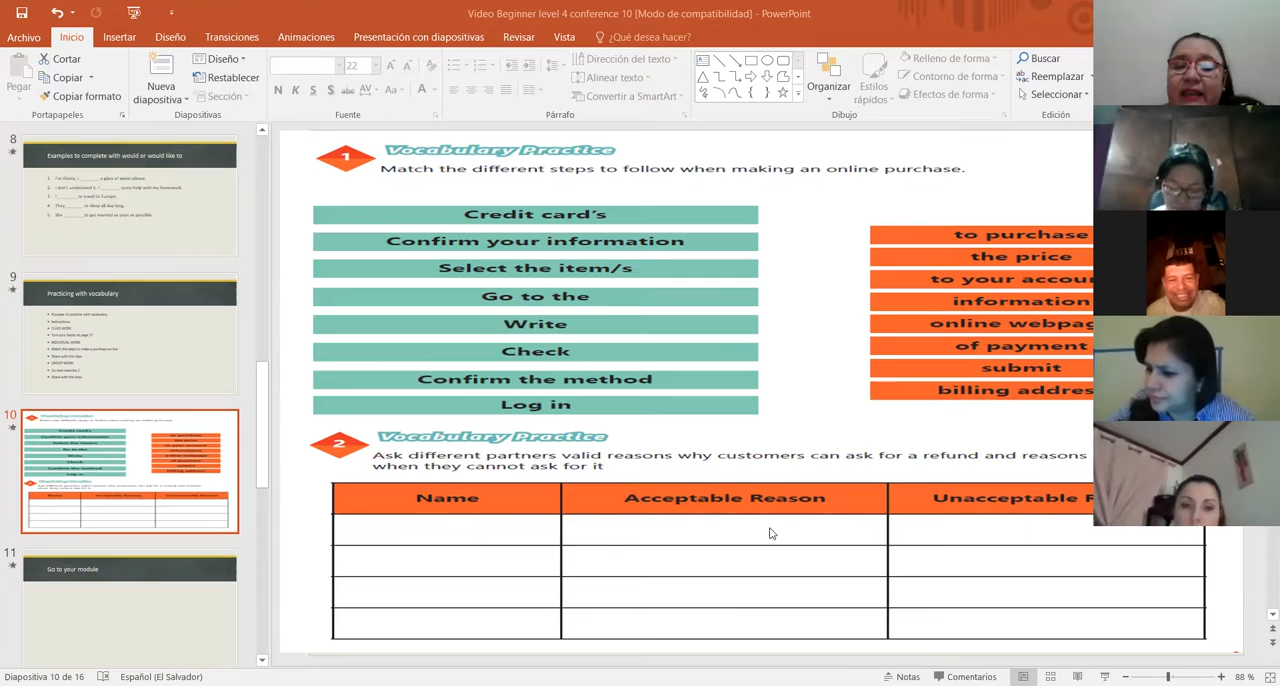 Video Beginner level 4 conference 10 [Modo de compatibilidad] - PowerPoint
Archivo Inicio Insertar Diseño Transiciones Animaciones Presentación con diapositivas Revisar Vista ¿Qué desea hacer?
Pegar
Cortar
Copiar
Copiar formato
Portapapeles
Nueva diapositiva
Diseño
Restablecer
Sección
Diapositivas
22
N K S S abc AV Aa A
Fuente
Dirección del texto
Alinear texto
Convertir a SmartArt
Párrafo
Organizar
Estilos rápidos
Relleno de forma
Contorno de forma
Efectos de forma
Dibujo
Buscar
Reemplazar
Seleccionar
Edición
8
Examples to complete with would or would like to
9
Practicing with vocabulary
10
11
Go to your module
1 Vocabulary Practice
Match the different steps to follow when making an online purchase.
Credit card's
Confirm your information
Select the item/s
Go to the
Write
Check
Confirm the method
Log in
to purchase
the price
to your accou
information
online webpag
of payment
submit
billing addres
2 Vocabulary Practice
Ask different partners valid reasons why customers can ask for a refund and reasons
when they cannot ask for it
Name Acceptable Reason Unacceptable R
Diapositiva 10 de 16 Español (El Salvador) Notas Comentarios 88 %